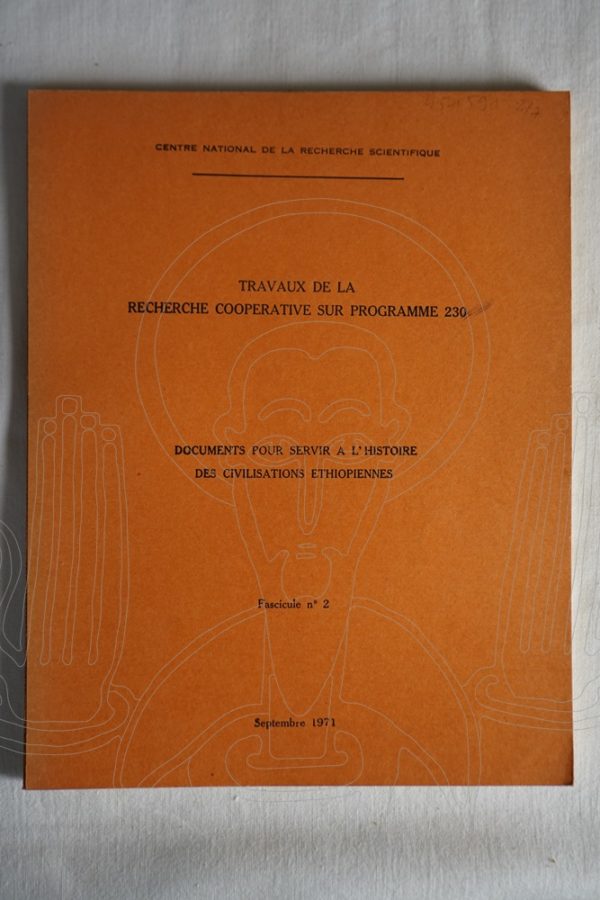 CENTRE NATIONAL DE LA RECHERCHE SCIENTIFIQUE
TRAVAUX DE LA
RECHERCHE COOPERATIVE SUR PROGRAMME 230
DOCUMENTS POUR SERVIR A L'HISTOIRE
DES CIVILISATIONS ETHIOPIENNES
Fascicule n° 2
Septembre 1971